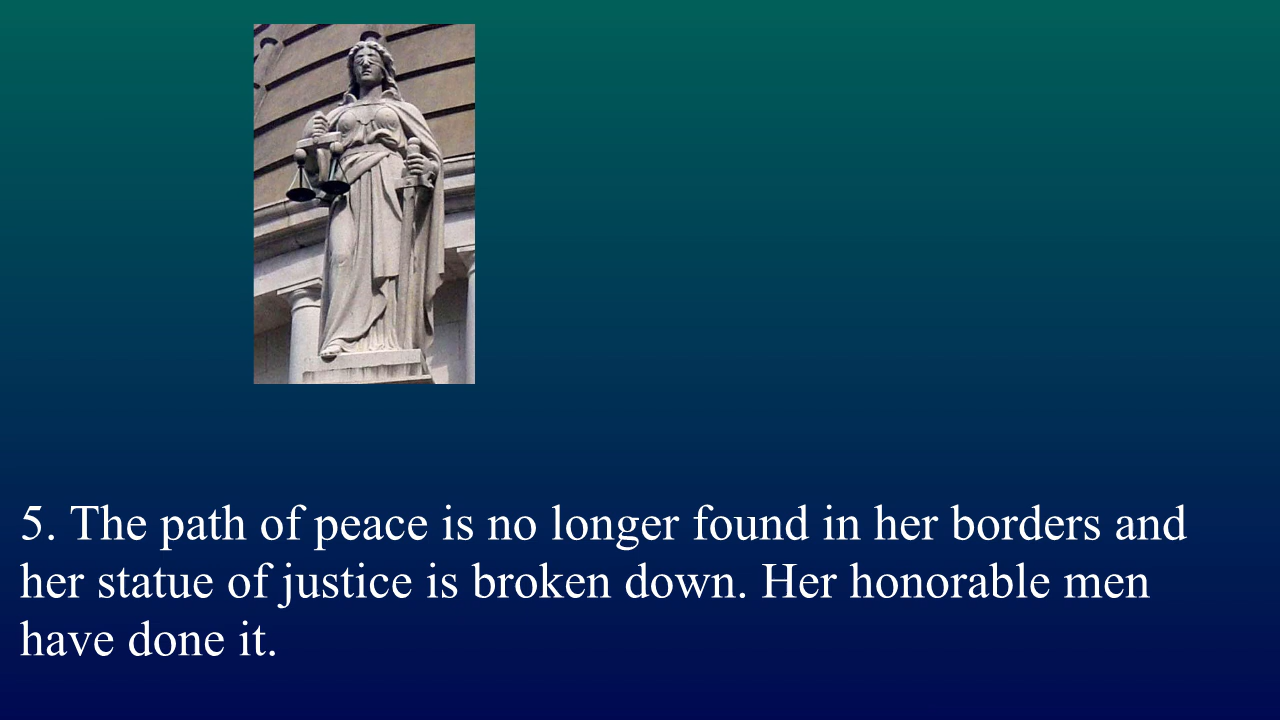 5. The path of peace is no longer found in her borders and
her statue of justice is broken down. Her honorable men
have done it.